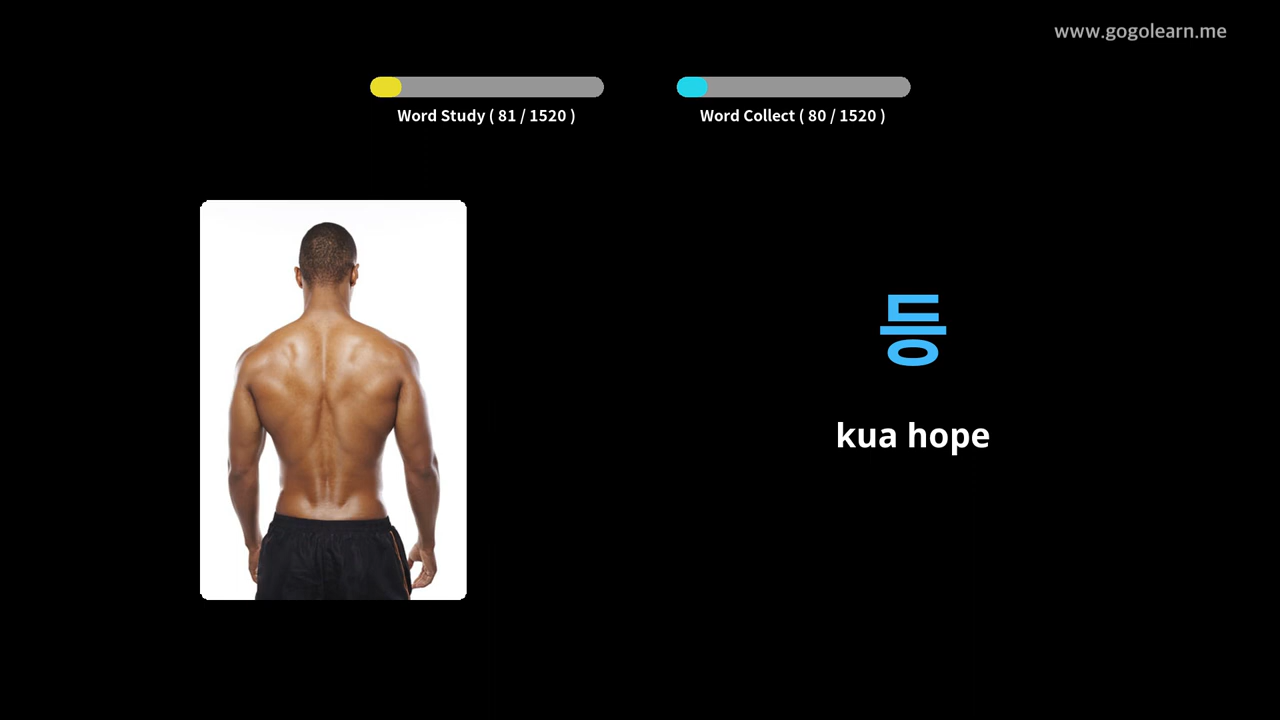 www.gogolearn.me
Word Study ( 81 / 1520 )
Word Collect ( 80 / 1520 )
등
kua hope